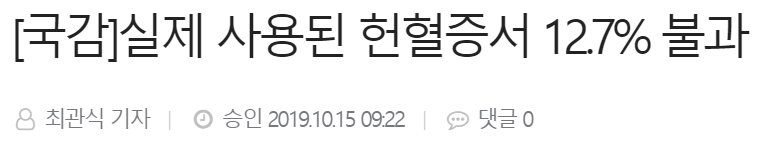 [국감]실제 사용된 헌혈증서 12.7% 불과
최관식 기자 | 승인 2019.10.15 09:22 | 댓글 0